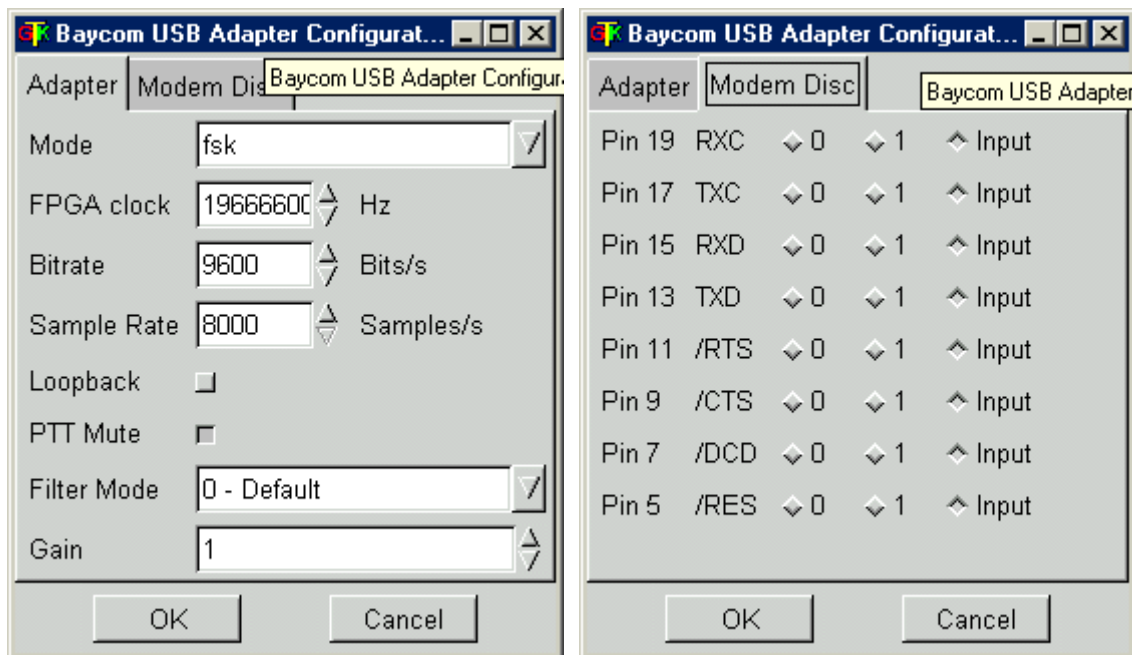 Baycom USB Adapter Configurat...
Adapter Modem Dis
Baycom USB Adapter Configur
Mode fsk
FPGA clock 19666600 Hz
Bitrate 9600 Bits/s
Sample Rate 8000 Samples/s
Loopback
PTT Mute
Filter Mode 0 - Default
Gain 1
OK Cancel
Baycom USB Adapter Configurat...
Adapter Modem Disc
Baycom USB Adapter
Pin 19 RXC 0 1 Input
Pin 17 TXC 0 1 Input
Pin 15 RXD 0 1 Input
Pin 13 TXD 0 1 Input
Pin 11 /RTS 0 1 Input
Pin 9 /CTS 0 1 Input
Pin 7 /DCD 0 1 Input
Pin 5 /RES 0 1 Input
OK Cancel